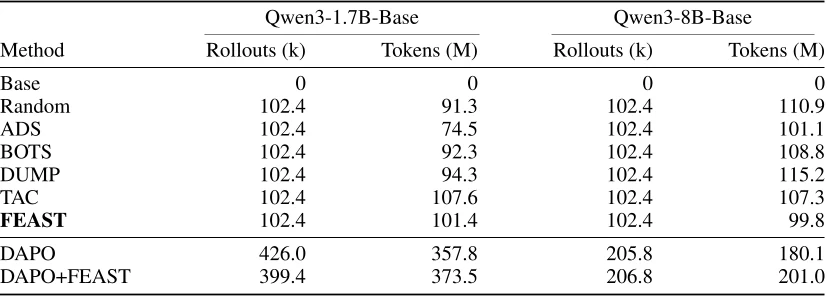 Qwen3-1.7B-Base Qwen3-8B-Base
Method Rollouts (k) Tokens (M) Rollouts (k) Tokens (M)
Base 0 0 0 0
Random 102.4 91.3 102.4 110.9
ADS 102.4 74.5 102.4 101.1
BOTS 102.4 92.3 102.4 108.8
DUMP 102.4 94.3 102.4 115.2
TAC 102.4 107.6 102.4 107.3
FEAST 102.4 101.4 102.4 99.8
DAPO 426.0 357.8 205.8 180.1
DAPO+FEAST 399.4 373.5 206.8 201.0